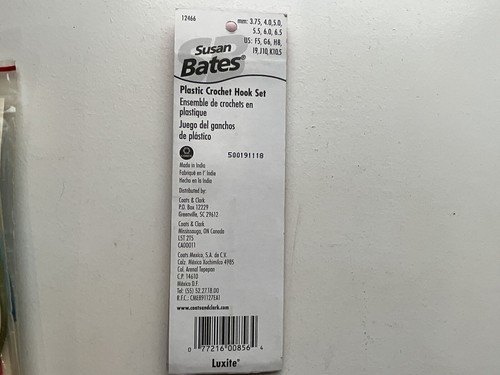 12466
mm: 3.75, 4.0,5.0,
5.5, 6.0, 6.5
US: F5, G6, H8,
I9,J10,K10.5
SB
Susan
Bates®
Plastic Crochet Hook Set
Ensemble de crochets en
plastique
Juego del ganchos
de plástico
S00191118
Made in India
Fabriqué en l' Inde
Hecho en la India
Distributed by:
Coats & Clark
P.O. Box 12229
Greenville, SC 29612
Coats & Clark
Mississauga, ON Canada
L5T 2T5
CA00011
Coats Mexico, S.A. de C.V.
Calz. México Xochimilco 4985
Col. Arenal Tepepan
C.P. 14610
México D.F.
Tel: (55) 52.27.18.00
R.F.C.: CME891127EA1
www.coatsandclark.com
0 77216 00856 4
Luxite®